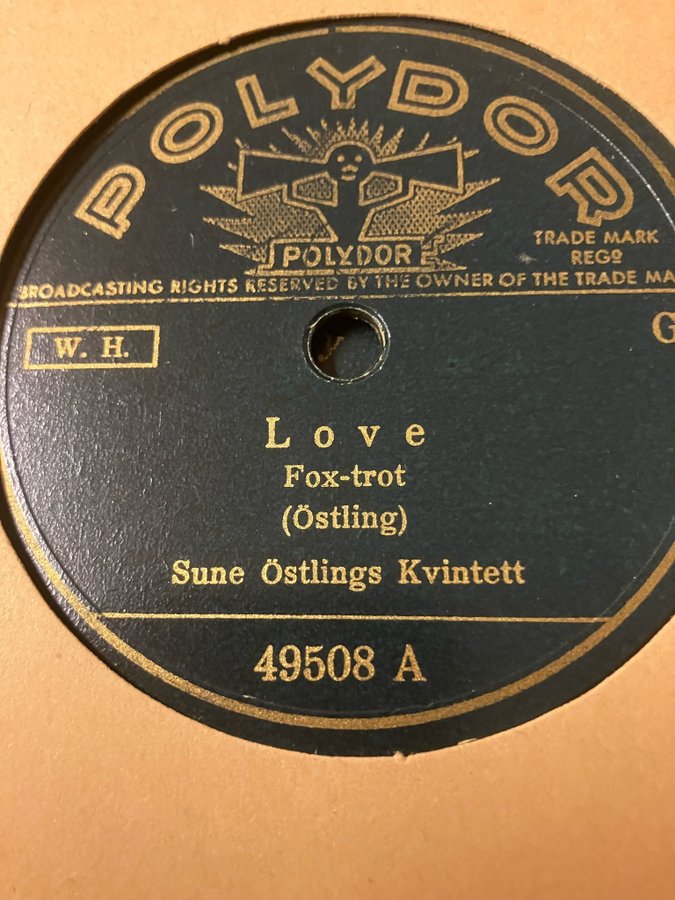 POLYDOR
POLYDOR
TRADE MARK
REGD
BROADCASTING RIGHTS RESERVED BY THE OWNER OF THE TRADE MA
W. H.
G
Love
Fox-trot
(Östling)
Sune Östlings Kvintett
49508 A